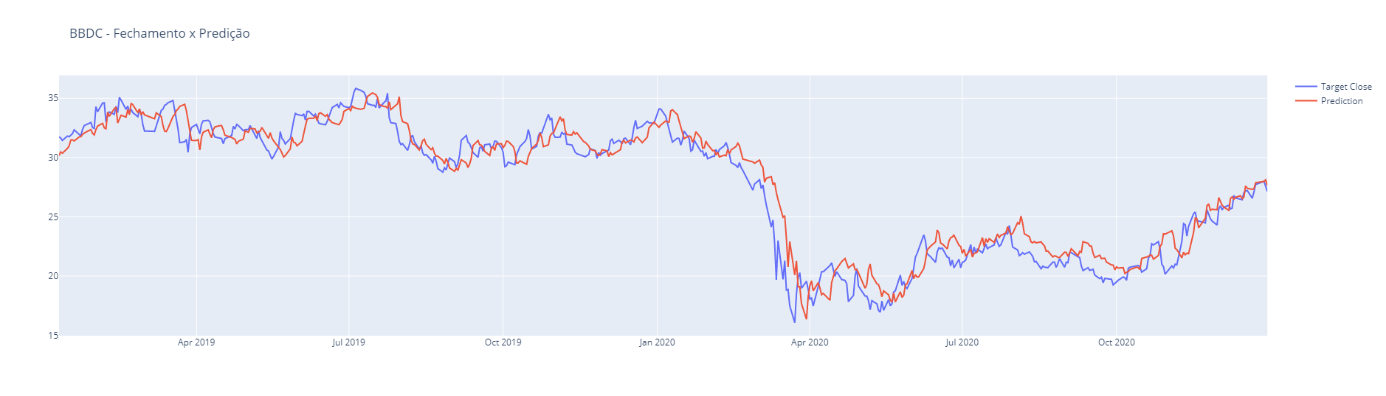 BBDC - Fechamento x Predição
Target Close
Prediction
35
30
25
20
15
Apr 2019
Jul 2019
Oct 2019
Jan 2020
Apr 2020
Jul 2020
Oct 2020